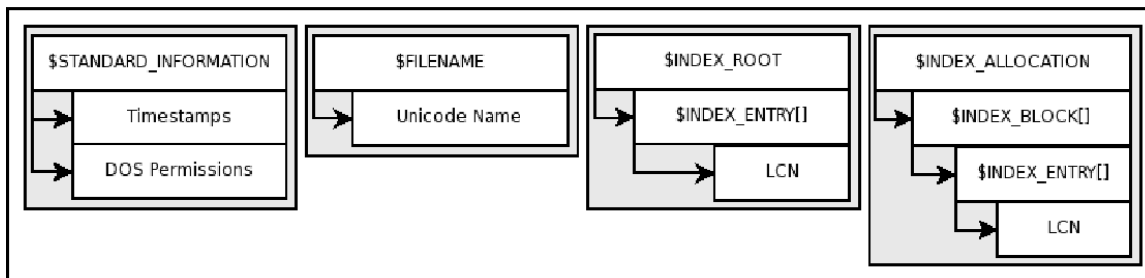 $STANDARD_INFORMATION
Timestamps
DOS Permissions
$FILENAME
Unicode Name
$INDEX_ROOT
$INDEX_ENTRY[]
LCN
$INDEX_ALLOCATION
$INDEX_BLOCK[]
$INDEX_ENTRY[]
LCN